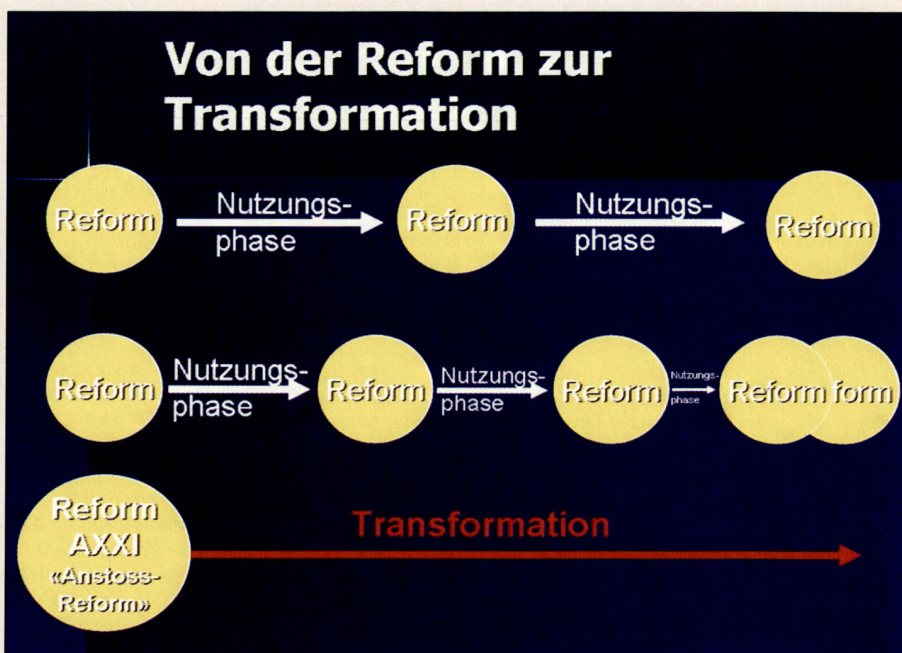 Von der Reform zur
Transformation
Reform
Nutzungs-
phase
Reform
Nutzungs-
phase
Reform
Reform
Nutzungs-
phase
Reform
Nutzungs-
phase
Reform
Nutzungs-
phase
Reform
form
Reform
AXXI
«Anstoss-
Reform»
Transformation